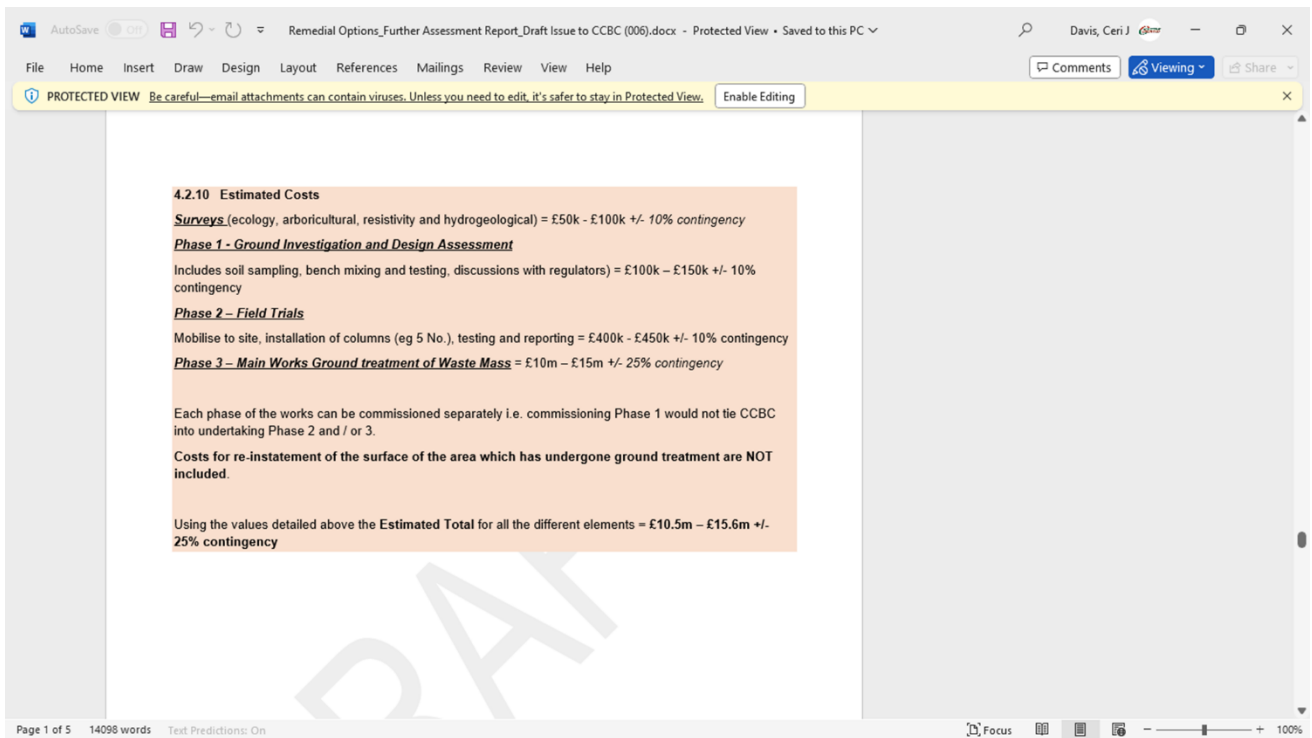 AutoSave Off Remedial Options_Further Assessment Report_Draft Issue to CCBC (006).docx - Protected View • Saved to this PC Davis, Ceri J
File Home Insert Draw Design Layout References Mailings Review View Help Comments Viewing Share
PROTECTED VIEW Be careful—email attachments can contain viruses. Unless you need to edit, it's safer to stay in Protected View. Enable Editing
4.2.10 Estimated Costs
Surveys (ecology, arboricultural, resistivity and hydrogeological) = £50k - £100k +/- 10% contingency
Phase 1 - Ground Investigation and Design Assessment
Includes soil sampling, bench mixing and testing, discussions with regulators) = £100k – £150k +/- 10%
contingency
Phase 2 – Field Trials
Mobilise to site, installation of columns (eg 5 No.), testing and reporting = £400k - £450k +/- 10% contingency
Phase 3 – Main Works Ground treatment of Waste Mass = £10m – £15m +/- 25% contingency
Each phase of the works can be commissioned separately i.e. commissioning Phase 1 would not tie CCBC
into undertaking Phase 2 and / or 3.
Costs for re-instatement of the surface of the area which has undergone ground treatment are NOT
included.
Using the values detailed above the Estimated Total for all the different elements = £10.5m – £15.6m +/-
25% contingency
Page 1 of 5 14098 words Text Predictions: On Focus 100%